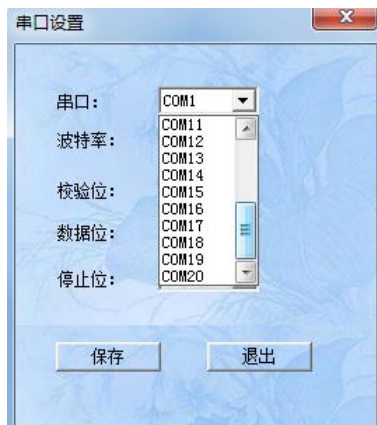 串口设置
串口：
COM1
COM11
波特率：
COM12
COM13
COM14
校验位：
COM15
COM16
COM17
数据位：
COM18
COM19
停止位：
COM20
保存
退出